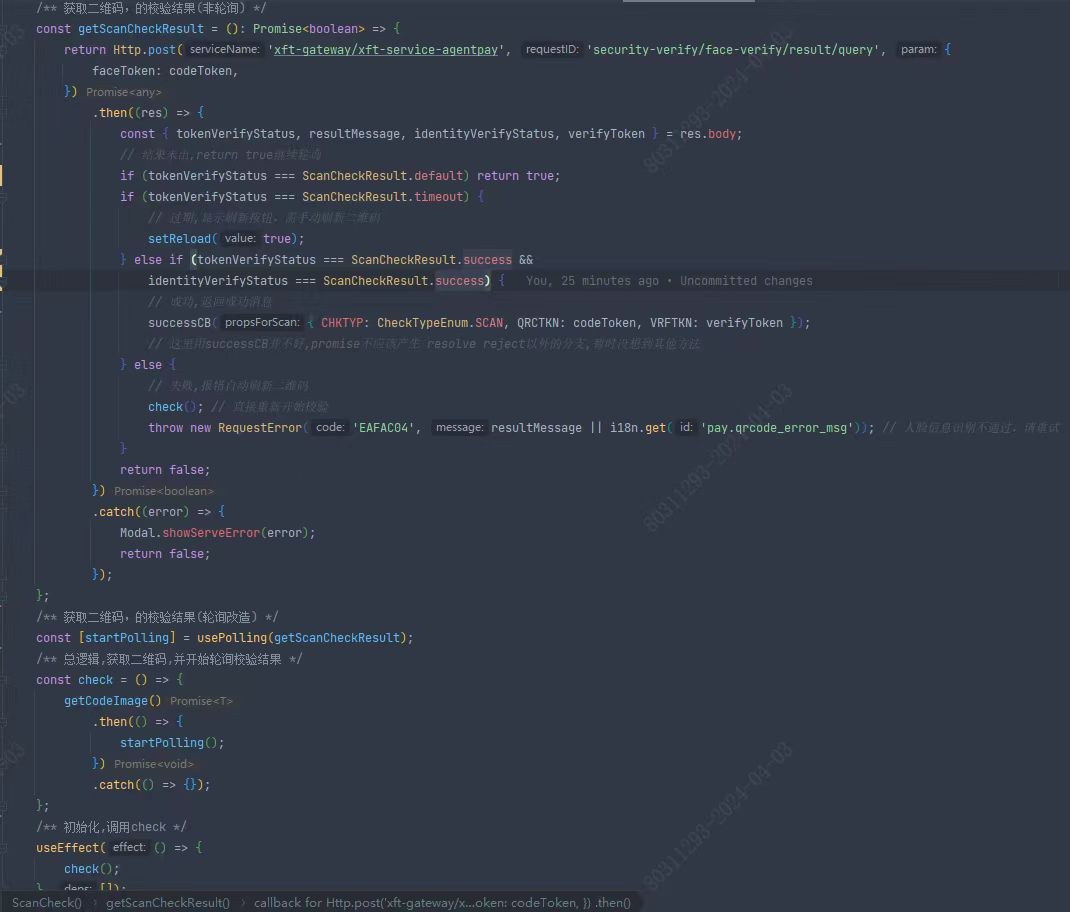 /** 获取二维码，的校验结果(非轮询) */
const getScanCheckResult = (): Promise<boolean> => {
return Http.post( serviceName: 'xft-gateway/xft-service-agentpay', requestID: 'security-verify/face-verify/result/query', param: {
faceToken: codeToken,
}) Promise<any>
.then((res) => {
const { tokenVerifyStatus, resultMessage, identityVerifyStatus, verifyToken } = res.body;
// 结果未出,return true继续轮询
if (tokenVerifyStatus === ScanCheckResult.default) return true;
if (tokenVerifyStatus === ScanCheckResult.timeout) {
// 过期,显示刷新按钮，需手动刷新二维码
setReload( value: true);
} else if (tokenVerifyStatus === ScanCheckResult.success &&
identityVerifyStatus === ScanCheckResult.success) { You, 25 minutes ago • Uncommitted changes
// 成功,返回成功消息
successCB( propsForScan: { CHKTYP: CheckTypeEnum.SCAN, QRCTKN: codeToken, VRFTKN: verifyToken });
// 这里用successCB并不好,promise不应该产生 resolve reject以外的分支,暂时没想到其他方法
} else {
// 失败,报错自动刷新二维码
check(); // 直接重新开始校验
throw new RequestError( code: 'EAFAC04', message: resultMessage || i18n.get( id: 'pay.qrcode_error_msg')); // 人脸信息识别不通过，请重试
}
return false;
}) Promise<boolean>
.catch((error) => {
Modal.showServeError(error);
return false;
});
};
/** 获取二维码，的校验结果(轮询改造) */
const [startPolling] = usePolling(getScanCheckResult);
/** 总逻辑,获取二维码,并开始轮询校验结果 */
const check = () => {
getCodeImage() Promise<T>
.then(() => {
startPolling();
}) Promise<void>
.catch(() => {});
};
/** 初始化,调用check */
useEffect( effect: () => {
check();
}, deps: []);
ScanCheck() › getScanCheckResult() › callback for Http.post('xft-gateway/x...oken: codeToken, }) .then()
80311293-2024-04-03
80311293-2024-04-03
80311293-2024-04-03